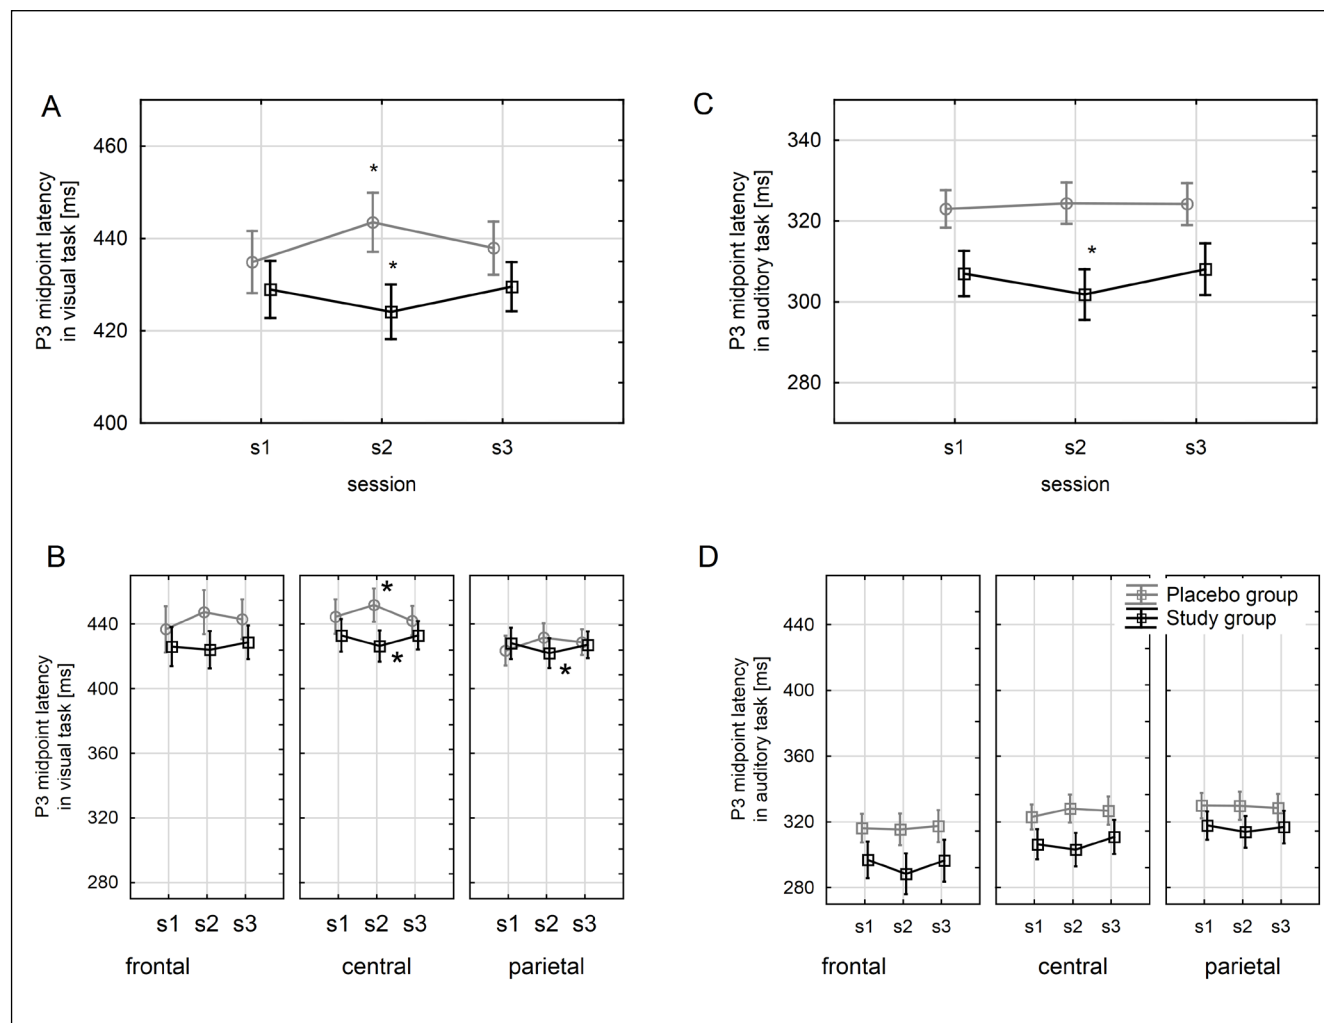 A
P3 midpoint latency
in visual task [ms]
460
440
420
400
*
*
s1 s2 s3
session
C
P3 midpoint latency
in auditory task [ms]
340
320
300
280
*
s1 s2 s3
session
B
P3 midpoint latency
in visual task [ms]
440
400
360
320
280
*
*
*
s1 s2 s3 s1 s2 s3 s1 s2 s3
frontal central parietal
D
P3 midpoint latency
in auditory task [ms]
440
400
360
320
280
Placebo group
Study group
s1 s2 s3 s1 s2 s3 s1 s2 s3
frontal central parietal